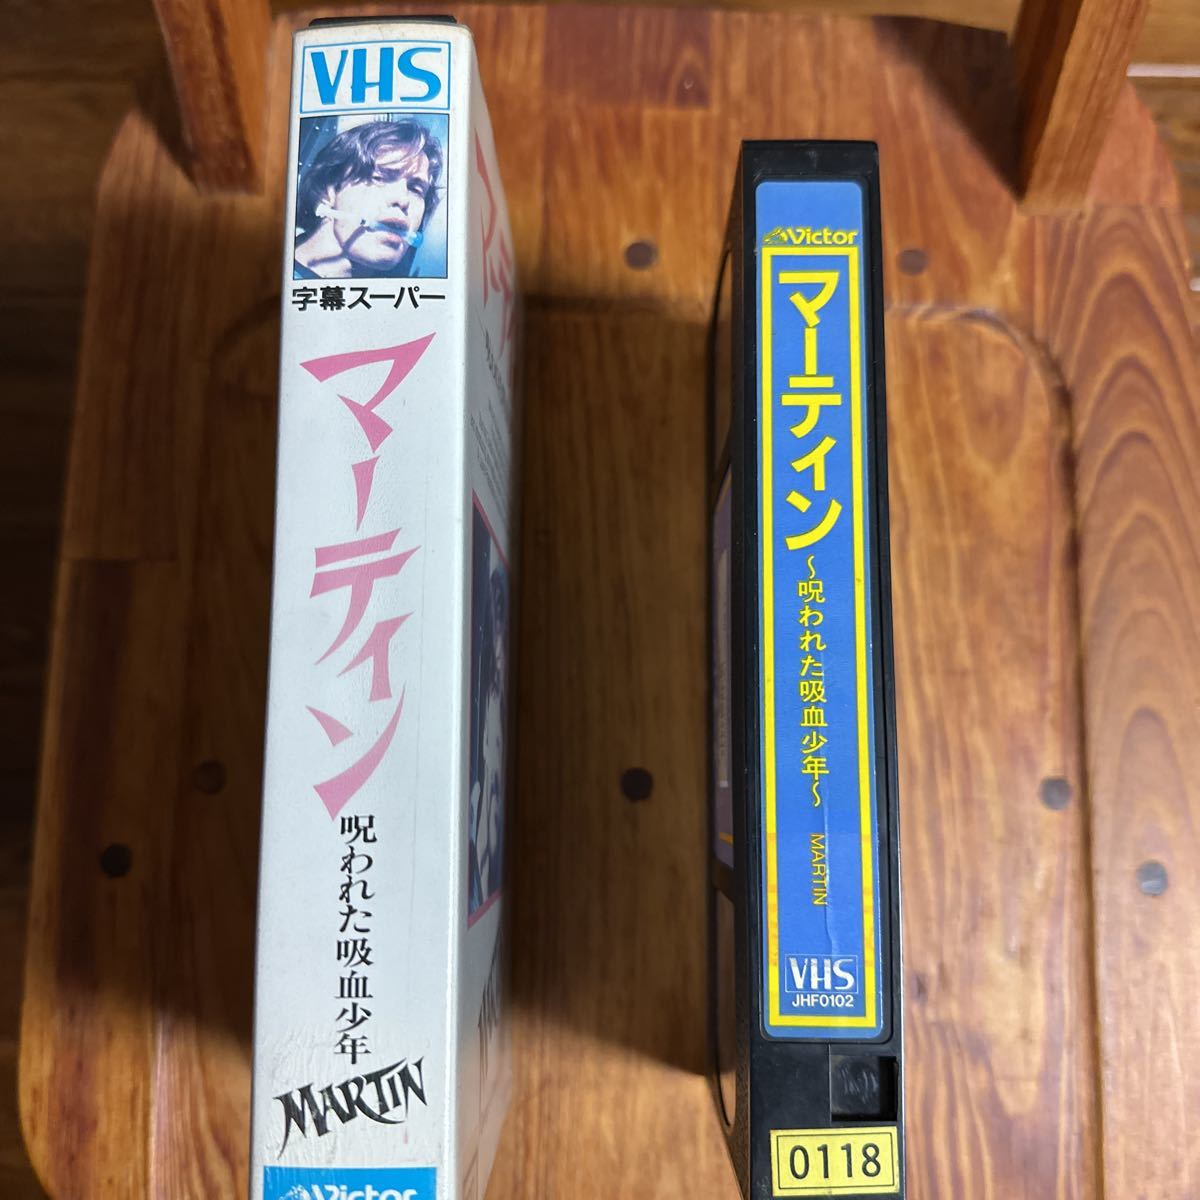 VHS
字幕スーパー
マーティン
呪われた吸血少年
MARTIN
Victor
Victor
マーティン
〜呪われた吸血少年〜
MARTIN
VHS
JHF0102
0118